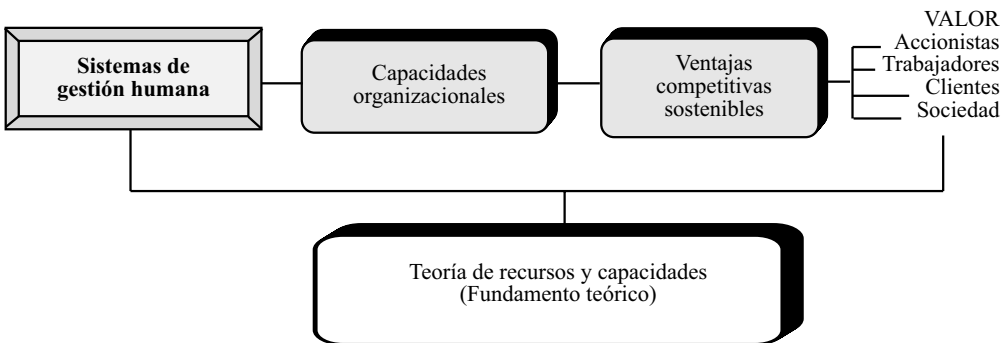 Sistemas de
gestión humana
Capacidades
organizacionales
Ventajas
competitivas
sostenibles
VALOR
Accionistas
Trabajadores
Clientes
Sociedad
Teoría de recursos y capacidades
(Fundamento teórico)